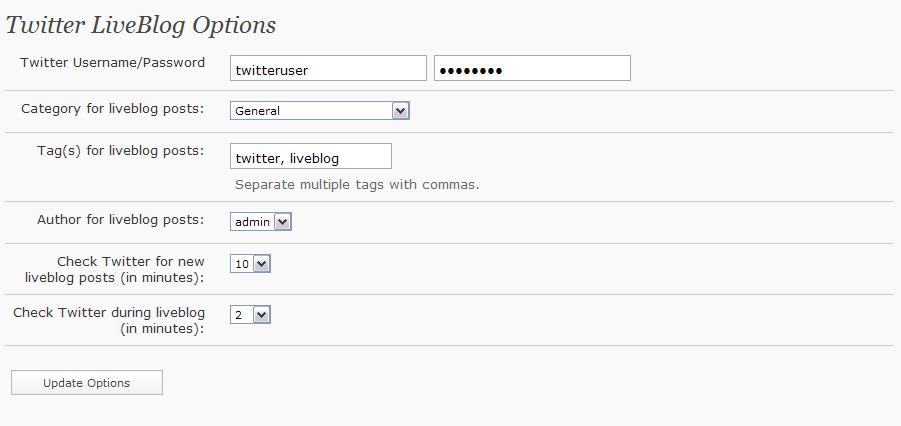 Twitter LiveBlog Options
Twitter Username/Password twitteruser ••••••••
Category for liveblog posts: General
Tag(s) for liveblog posts: twitter, liveblog
Separate multiple tags with commas.
Author for liveblog posts: admin
Check Twitter for new
liveblog posts (in minutes): 10
Check Twitter during liveblog
(in minutes): 2
Update Options